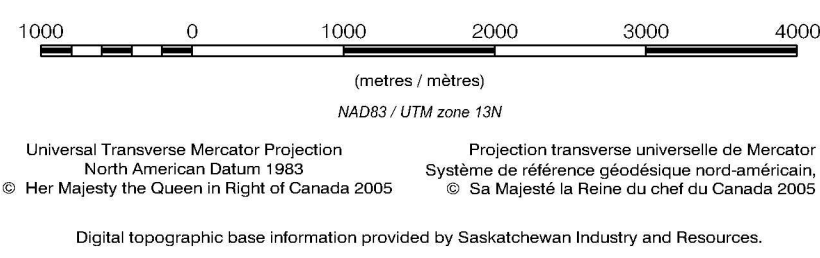 1000 0 1000 2000 3000 4000
(metres / mètres)
NAD83 / UTM zone 13N
Universal Transverse Mercator Projection
North American Datum 1983
© Her Majesty the Queen in Right of Canada 2005
Projection transverse universelle de Mercator
Système de référence géodésique nord-américain,
© Sa Majesté la Reine du chef du Canada 2005
Digital topographic base information provided by Saskatchewan Industry and Resources.